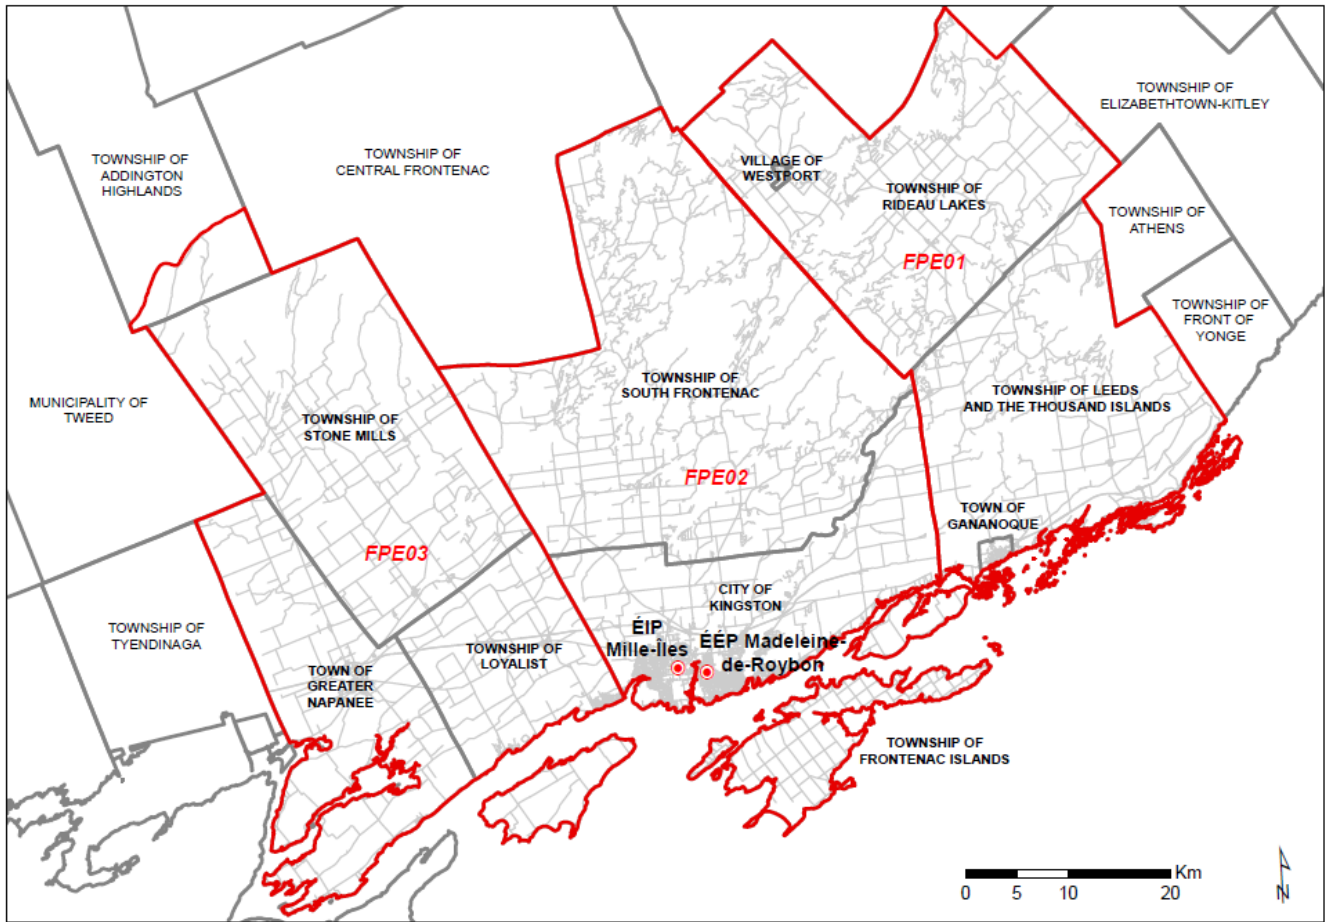 TOWNSHIP OF
ELIZABETHTOWN-KITLEY
TOWNSHIP OF
ADDINGTON
HIGHLANDS
TOWNSHIP OF
CENTRAL FRONTENAC
VILLAGE OF
WESTPORT
TOWNSHIP OF
RIDEAU LAKES
TOWNSHIP OF
ATHENS
FPE01
TOWNSHIP OF
FRONT OF
YONGE
MUNICIPALITY OF
TWEED
TOWNSHIP OF
STONE MILLS
TOWNSHIP OF
SOUTH FRONTENAC
TOWNSHIP OF LEEDS
AND THE THOUSAND ISLANDS
FPE02
TOWN OF
GANANOQUE
FPE03
CITY OF
KINGSTON
TOWNSHIP OF
TYENDINAGA
TOWN OF
GREATER
NAPANEE
TOWNSHIP OF
LOYALIST
ÉIP
Mille-Îles
ÉÉP Madeleine-
de-Roybon
TOWNSHIP OF
FRONTENAC ISLANDS
Km
0 5 10 20
N